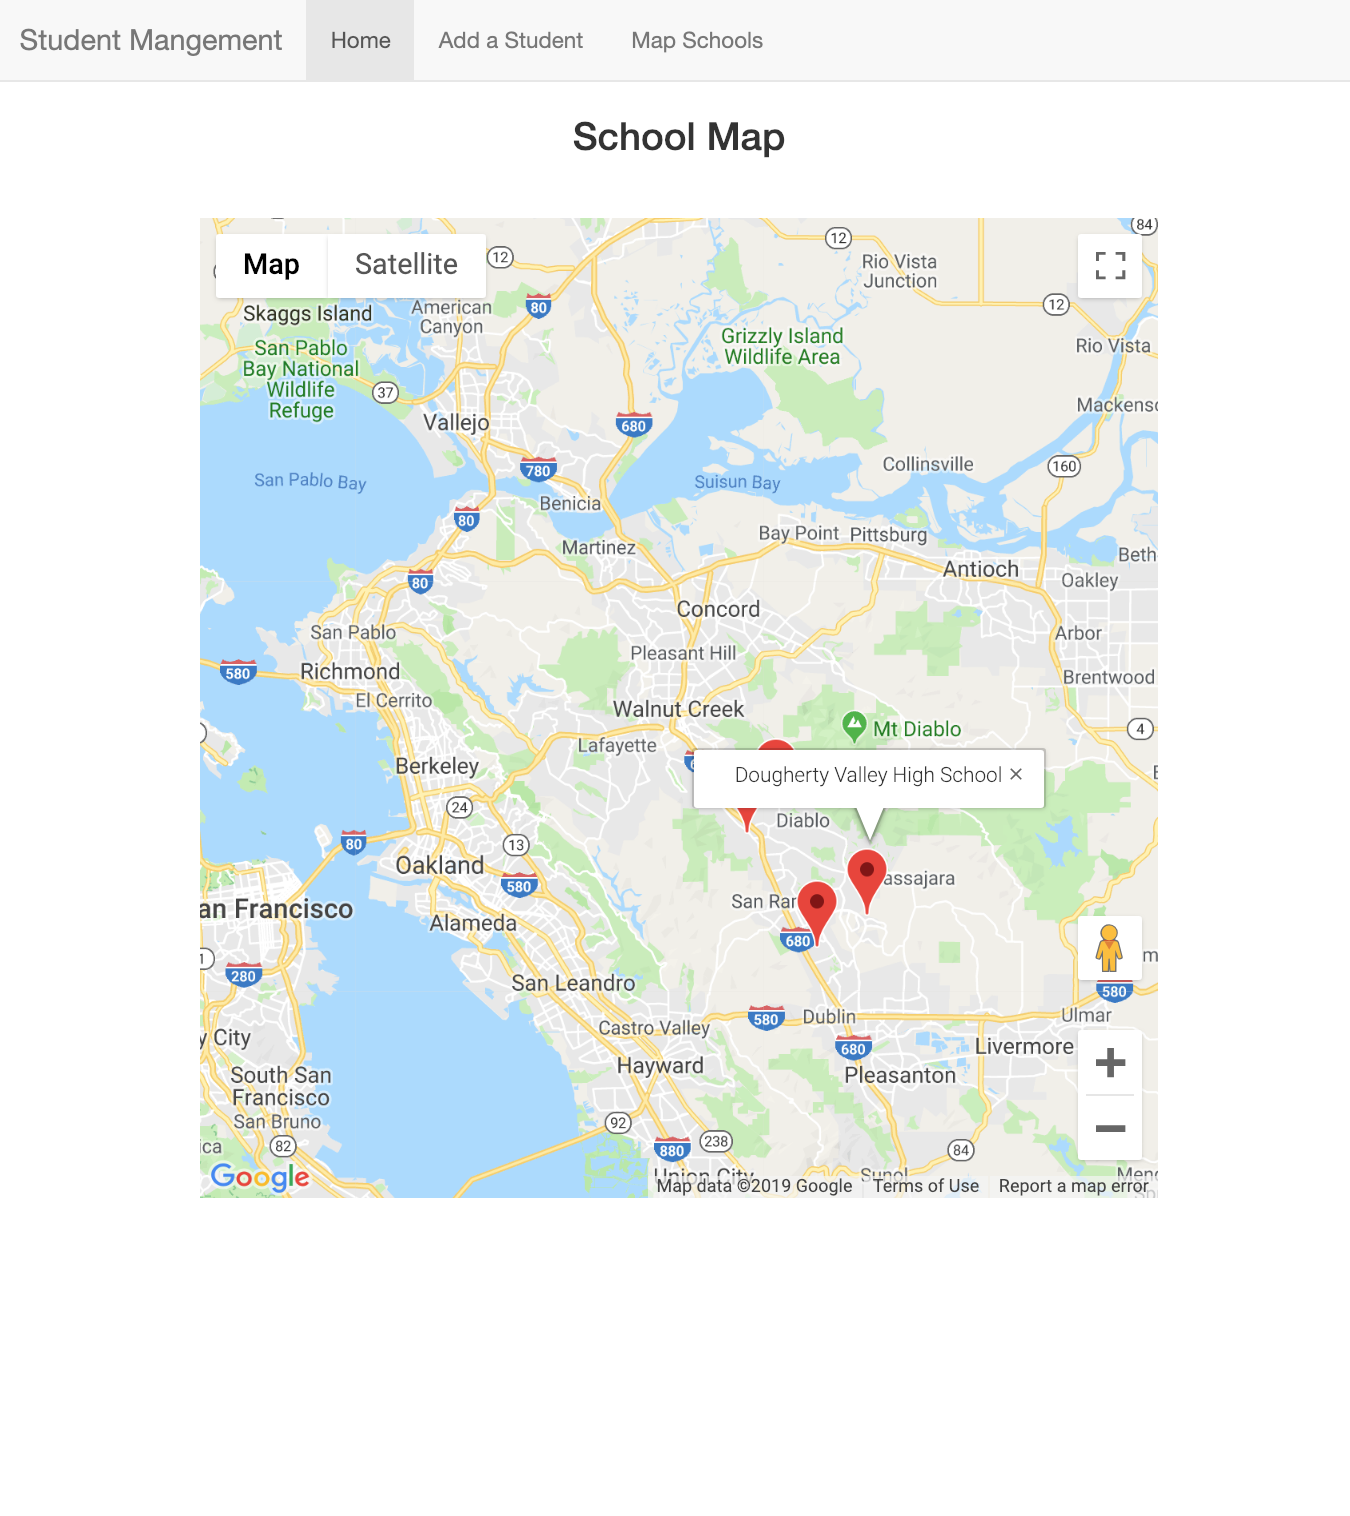 Student Mangement
Home
Add a Student
Map Schools
School Map
Map
Satellite
12
12
84
Rio Vista
Junction
12
American
Canyon
80
Skaggs Island
Grizzly Island
Wildlife Area
Rio Vista
San Pablo
Bay National
Wildlife
Refuge
37
Mackens
Vallejo
680
Collinsville
160
780
San Pablo Bay
Suisun Bay
Benicia
80
Bay Point
Pittsburg
Martinez
Beth
Antioch
80
Oakley
Concord
San Pablo
Arbor
Pleasant Hill
580
Richmond
Brentwood
El Cerrito
Walnut Creek
Mt Diablo
4
Lafayette
Berkeley
Dougherty Valley High School ×
24
Diablo
80
13
Oakland
580
assajara
San Ra
an Francisco
Alameda
680
1
280
San Leandro
580
580
Dublin
Ulmar
Castro Valley
y City
680
Livermore
Hayward
South San
Francisco
Pleasanton
San Bruno
92
ica
82
880
238
84
Union City
Sunol
Google
Map data ©2019 Google
Terms of Use
Report a map error